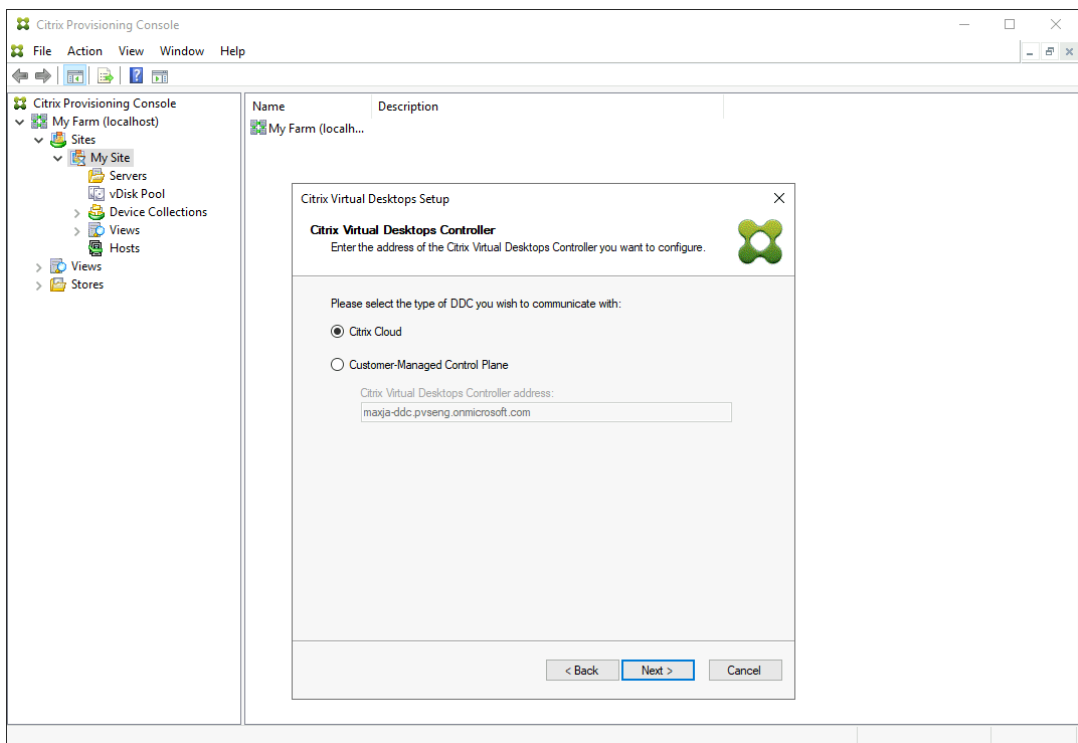 Citrix Provisioning Console
File Action View Window Help
Citrix Provisioning Console
My Farm (localhost)
Sites
My Site
Servers
vDisk Pool
Device Collections
Views
Hosts
Views
Stores
Name Description
My Farm (localh...
Citrix Virtual Desktops Setup
Citrix Virtual Desktops Controller
Enter the address of the Citrix Virtual Desktops Controller you want to configure.
Please select the type of DDC you wish to communicate with:
Citrix Cloud
Customer-Managed Control Plane
Citrix Virtual Desktops Controller address:
maxja-ddc.pvseng.onmicrosoft.com
< Back Next > Cancel